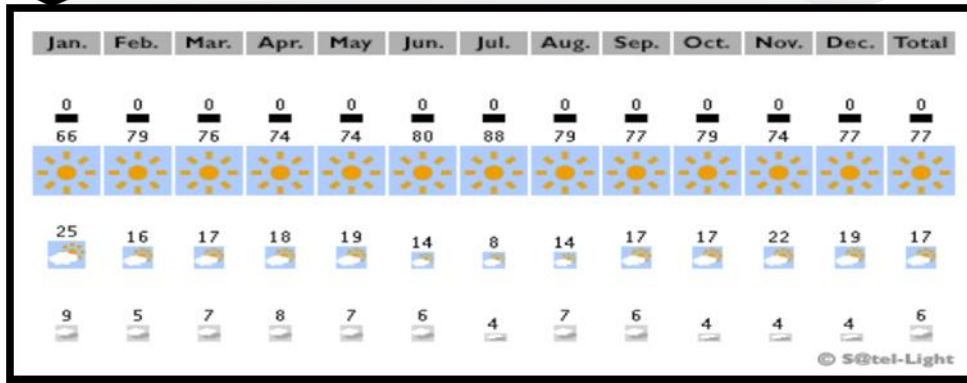 Jan. Feb. Mar. Apr. May Jun. Jul. Aug. Sep. Oct. Nov. Dec. Total
0 0 0 0 0 0 0 0 0 0 0 0 0
66 79 76 74 74 80 88 79 77 79 74 77 77
25 16 17 18 19 14 8 14 17 17 22 19 17
9 5 7 8 7 6 4 7 6 4 4 4 6
© S@tel-Light